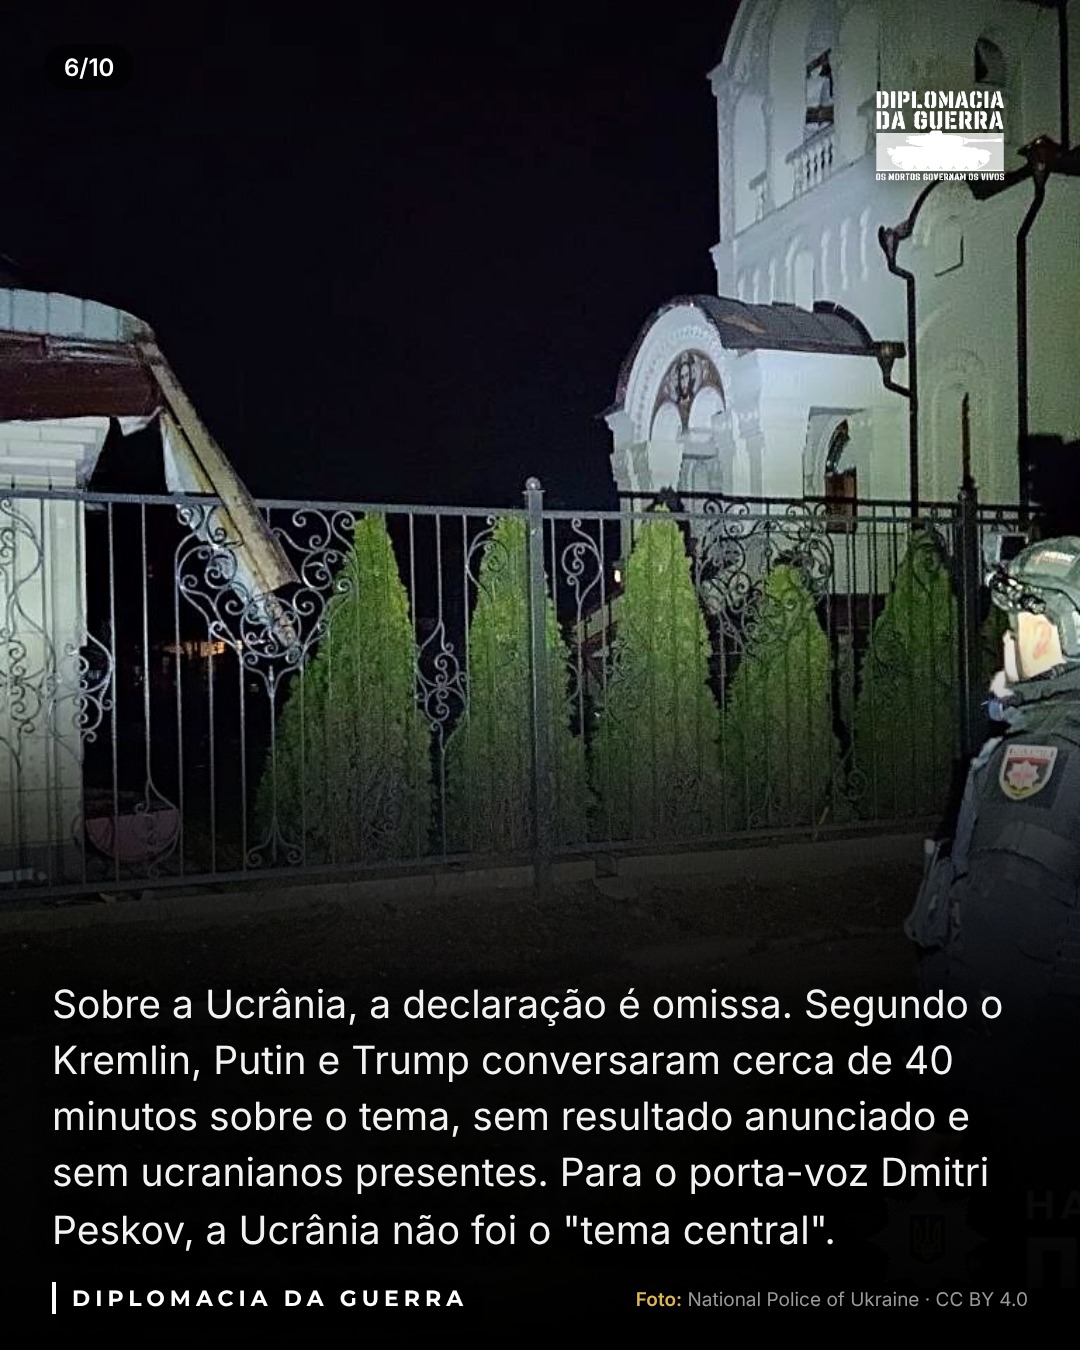 6/10
DIPLOMACIA
DA GUERRA
OS MORTOS GOVERNAM OS VIVOS
Sobre a Ucrânia, a declaração é omissa. Segundo o
Kremlin, Putin e Trump conversaram cerca de 40
minutos sobre o tema, sem resultado anunciado e
sem ucranianos presentes. Para o porta-voz Dmitri
Peskov, a Ucrânia não foi o "tema central".
DIPLOMACIA DA GUERRA
Foto: National Police of Ukraine · CC BY 4.0